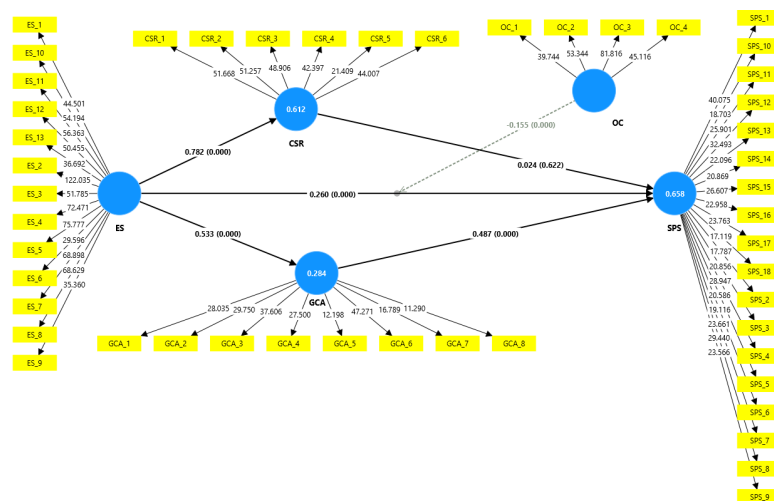 ES_1
ES_10
ES_11
ES_12
ES_13
ES_2
ES_3
ES_4
ES_5
ES_6
ES_7
ES_8
ES_9
44.501
54.194
56.363
50.455
36.692
122.035
51.785
72.471
75.777
29.596
68.898
68.629
35.360
ES
CSR_1
CSR_2
CSR_3
CSR_4
CSR_5
CSR_6
51.668
51.257
48.906
42.397
21.409
44.007
0.612
CSR
OC_1
OC_2
OC_3
OC_4
39.744
53.344
81.816
45.116
OC
-0.155 (0.000)
0.782 (0.000)
0.024 (0.622)
0.260 (0.000)
0.533 (0.000)
0.487 (0.000)
0.284
GCA
28.035
29.750
37.606
27.500
12.198
47.271
16.789
11.290
GCA_1
GCA_2
GCA_3
GCA_4
GCA_5
GCA_6
GCA_7
GCA_8
0.658
SPS
40.075
18.703
25.901
32.493
22.096
20.869
26.607
22.958
23.763
17.119
17.787
20.856
28.947
20.586
19.116
23.661
29.440
23.566
SPS_1
SPS_10
SPS_11
SPS_12
SPS_13
SPS_14
SPS_15
SPS_16
SPS_17
SPS_18
SPS_2
SPS_3
SPS_4
SPS_5
SPS_6
SPS_7
SPS_8
SPS_9